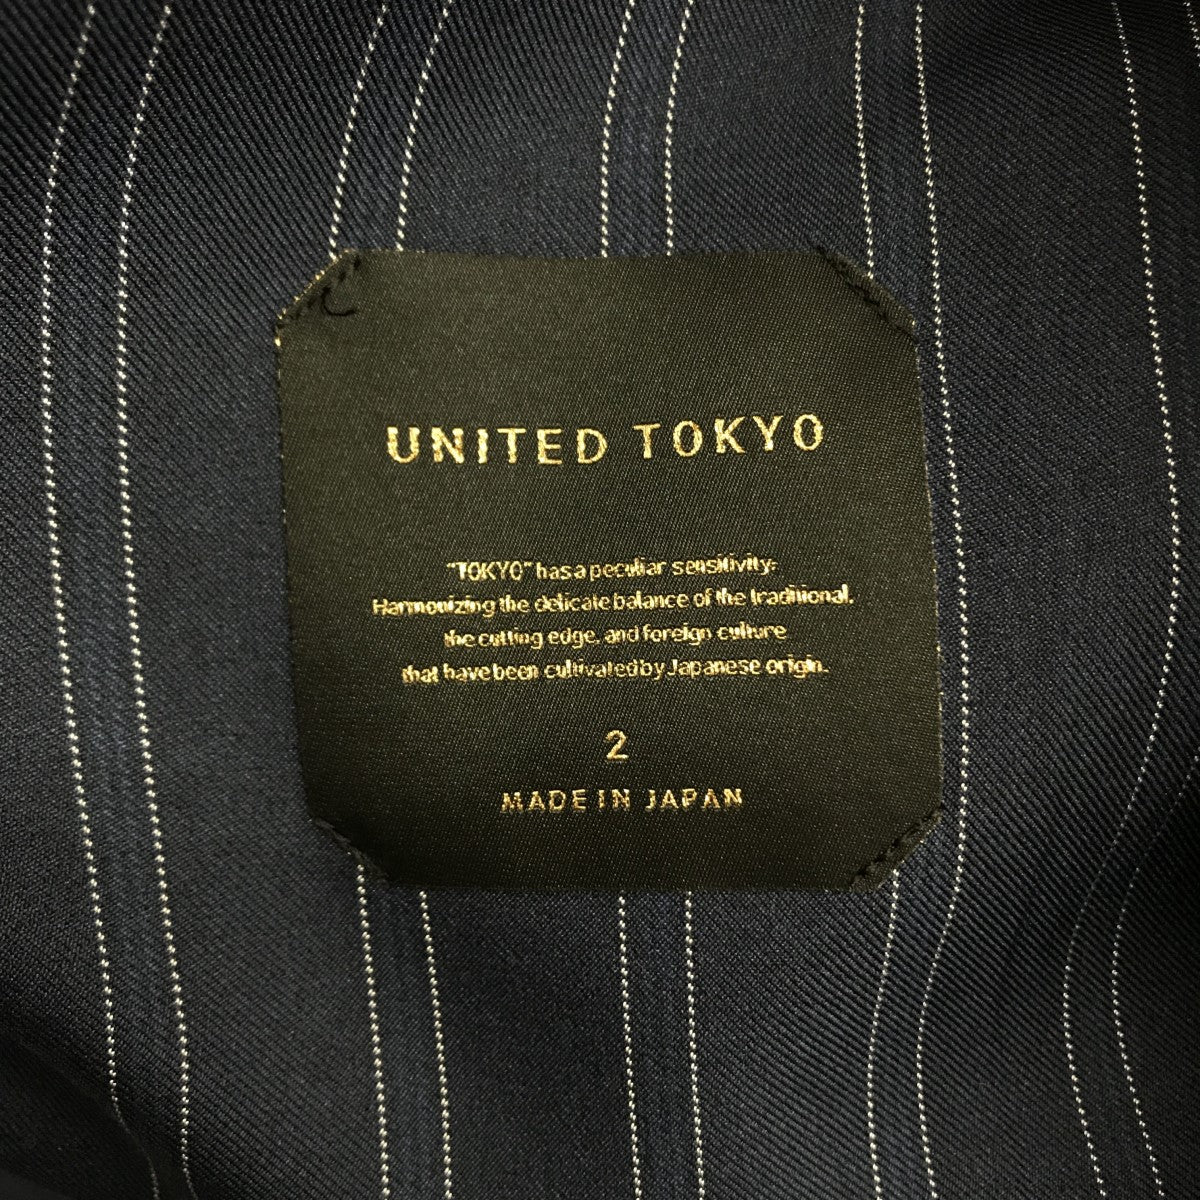 UNITED TOKYO
"TOKYO" has a peculiar sensitivity.
Harmonizing the delicate balance of the traditional,
the cutting edge, and foreign culture
that have been cultivated by Japanese origin.
2
MADE IN JAPAN